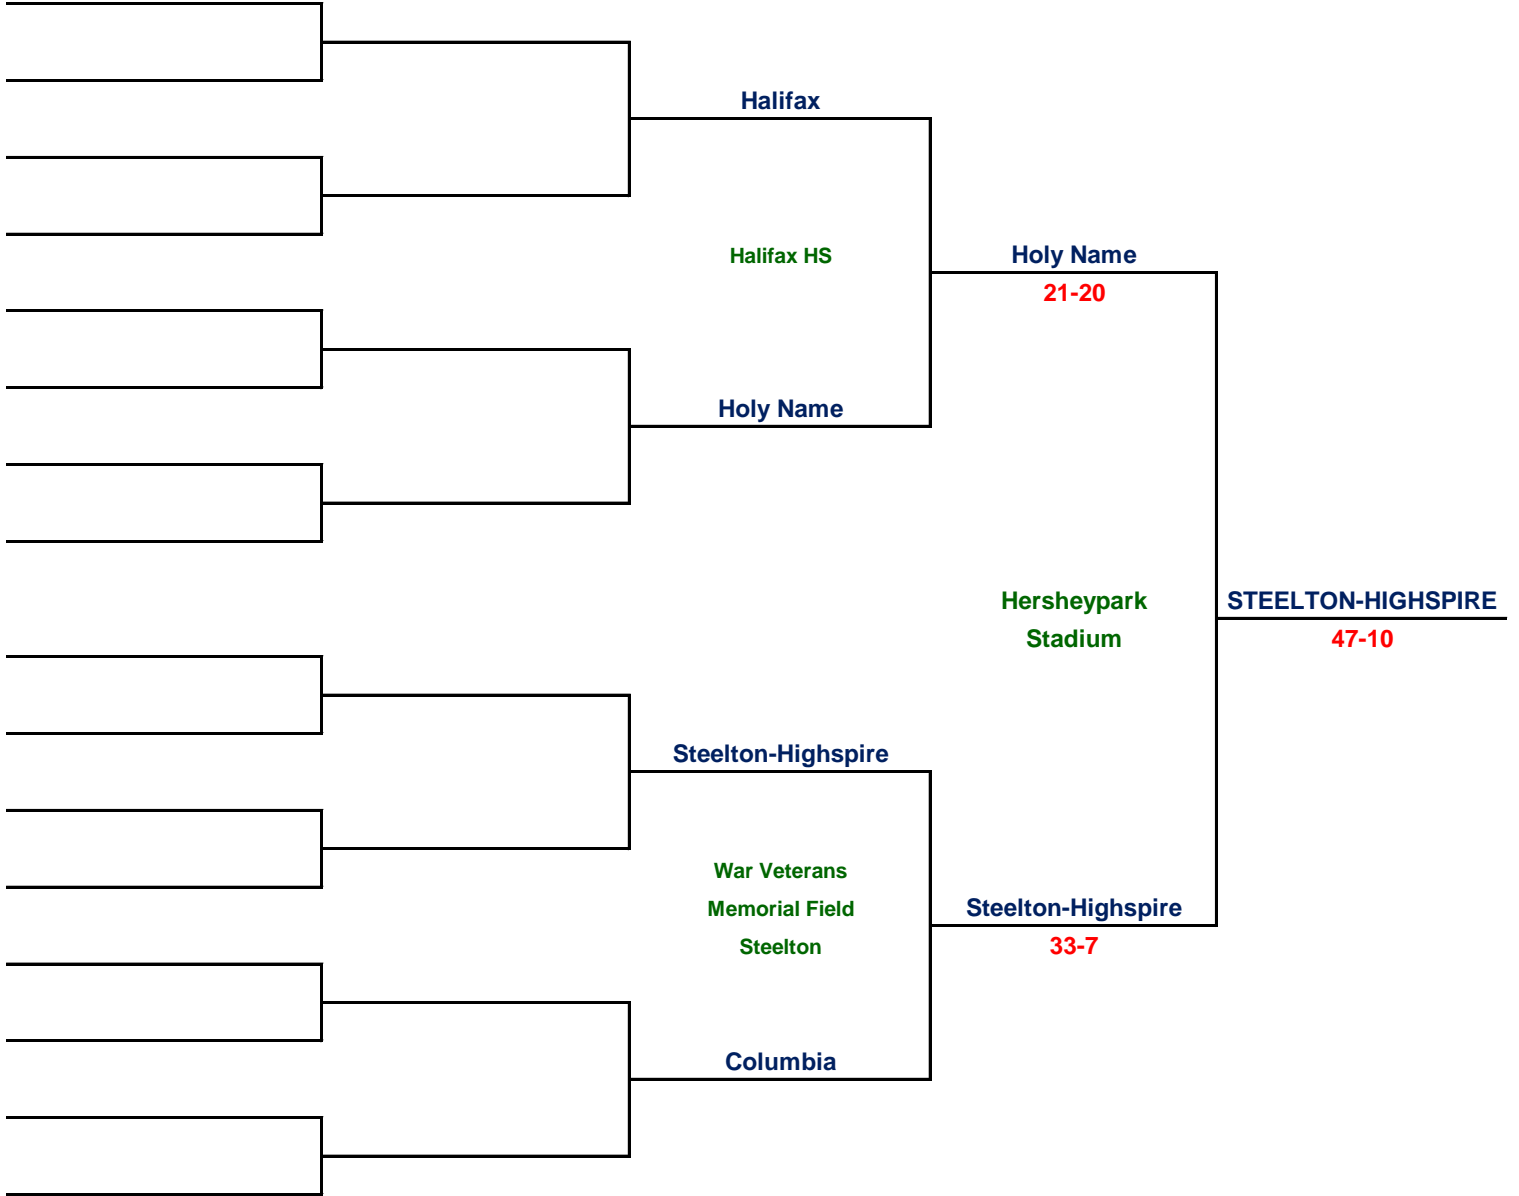 Halifax
Halifax HS
Holy Name
21-20
Holy Name
Hersheypark
Stadium
STEELTON-HIGHSPIRE
47-10
Steelton-Highspire
War Veterans
Memorial Field
Steelton
Steelton-Highspire
33-7
Columbia